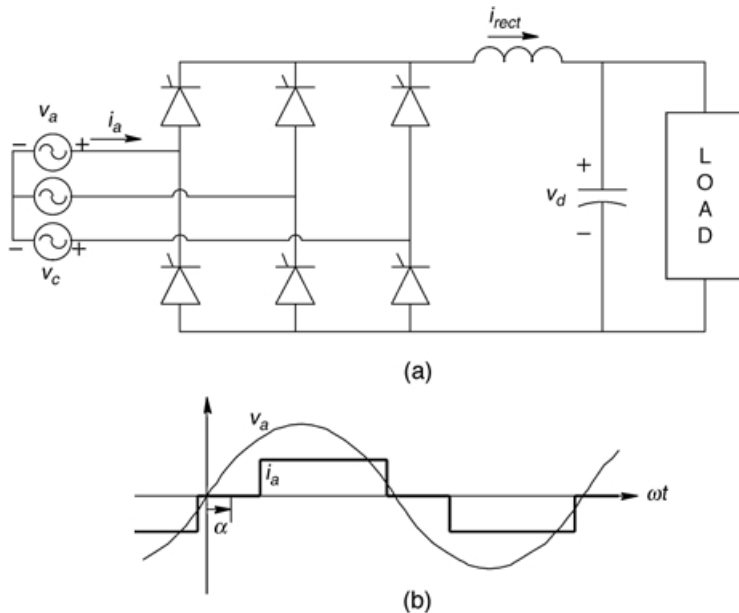 i_rect
v_a
i_a
− +
− +
v_c
+
v_d
−
L
O
A
D
(a)
v_a
i_a
ωt
α
(b)